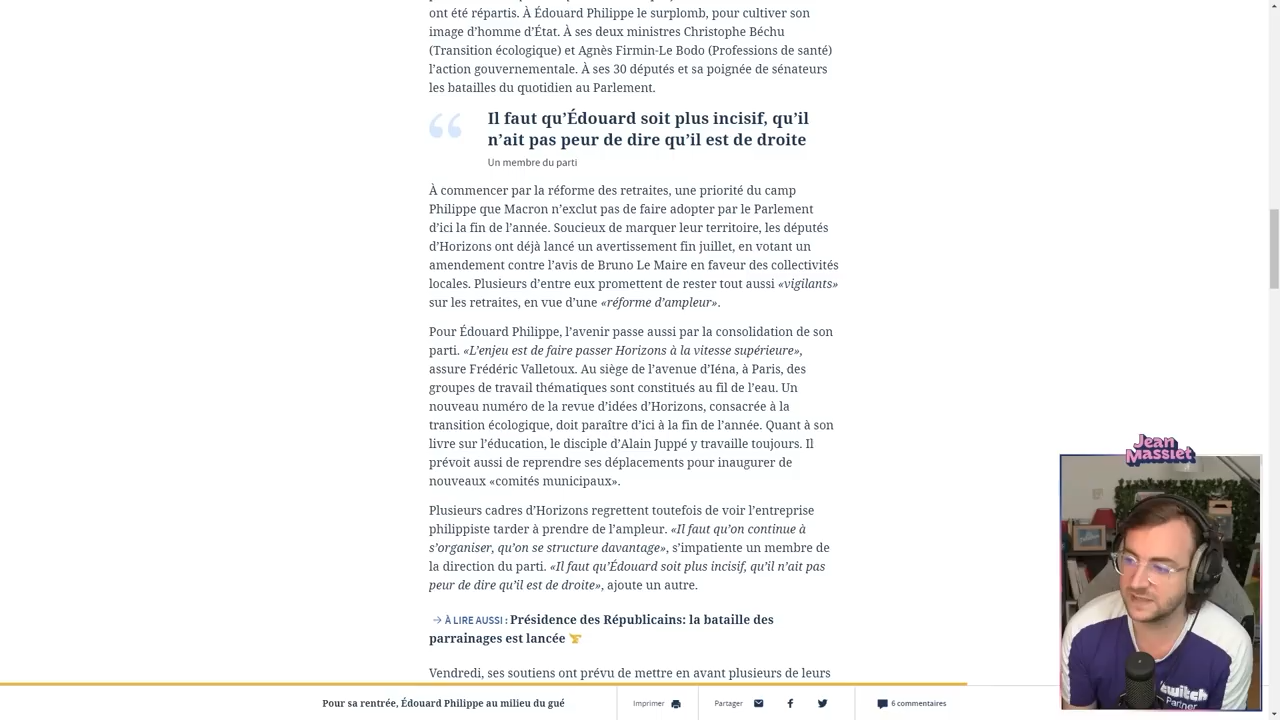 ont été répartis. À Édouard Philippe le surplomb, pour cultiver son
image d’homme d’État. À ses deux ministres Christophe Béchu
(Transition écologique) et Agnès Firmin-Le Bodo (Professions de santé)
l’action gouvernementale. À ses 30 députés et sa poignée de sénateurs
les batailles du quotidien au Parlement.
“ Il faut qu’Édouard soit plus incisif, qu’il
n’ait pas peur de dire qu’il est de droite
Un membre du parti
À commencer par la réforme des retraites, une priorité du camp
Philippe que Macron n’exclut pas de faire adopter par le Parlement
d’ici la fin de l’année. Soucieux de marquer leur territoire, les députés
d’Horizons ont déjà lancé un avertissement fin juillet, en votant un
amendement contre l’avis de Bruno Le Maire en faveur des collectivités
locales. Plusieurs d’entre eux promettent de rester tout aussi «vigilants»
sur les retraites, en vue d’une «réforme d’ampleur».
Pour Édouard Philippe, l’avenir passe aussi par la consolidation de son
parti. «L’enjeu est de faire passer Horizons à la vitesse supérieure»,
assure Frédéric Valletoux. Au siège de l’avenue d’Iéna, à Paris, des
groupes de travail thématiques sont constitués au fil de l’eau. Un
nouveau numéro de la revue d’idées d’Horizons, consacrée à la
transition écologique, doit paraître d’ici à la fin de l’année. Quant à son
livre sur l’éducation, le disciple d’Alain Juppé y travaille toujours. Il
prévoit aussi de reprendre ses déplacements pour inaugurer de
nouveaux «comités municipaux».
Plusieurs cadres d’Horizons regrettent toutefois de voir l’entreprise
philippiste tarder à prendre de l’ampleur. «Il faut qu’on continue à
s’organiser, qu’on se structure davantage», s’impatiente un membre de
la direction du parti. «Il faut qu’Édouard soit plus incisif, qu’il n’ait pas
peur de dire qu’il est de droite», ajoute un autre.
→ À LIRE AUSSI : Présidence des Républicains: la bataille des
parrainages est lancée
Vendredi, ses soutiens ont prévu de mettre en avant plusieurs de leurs
Pour sa rentrée, Édouard Philippe au milieu du gué
Imprimer
Partager
6 commentaires
Jean
Massiet
twitch
Partner